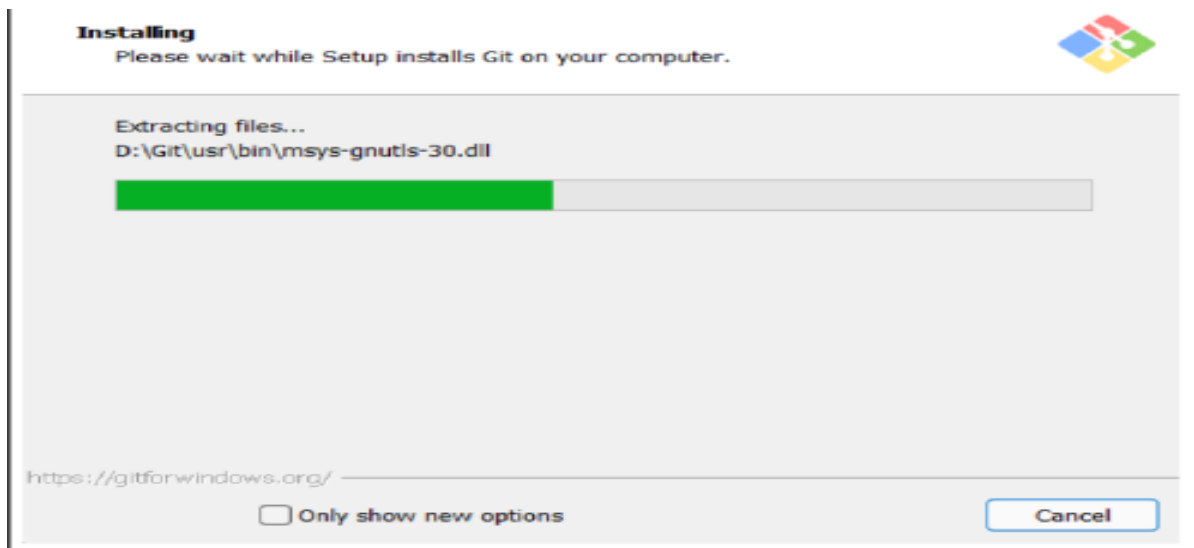 Installing
Please wait while Setup installs Git on your computer.
Extracting files...
D:\Git\usr\bin\msys-gnutls-30.dll
https://gitforwindows.org/
Only show new options
Cancel